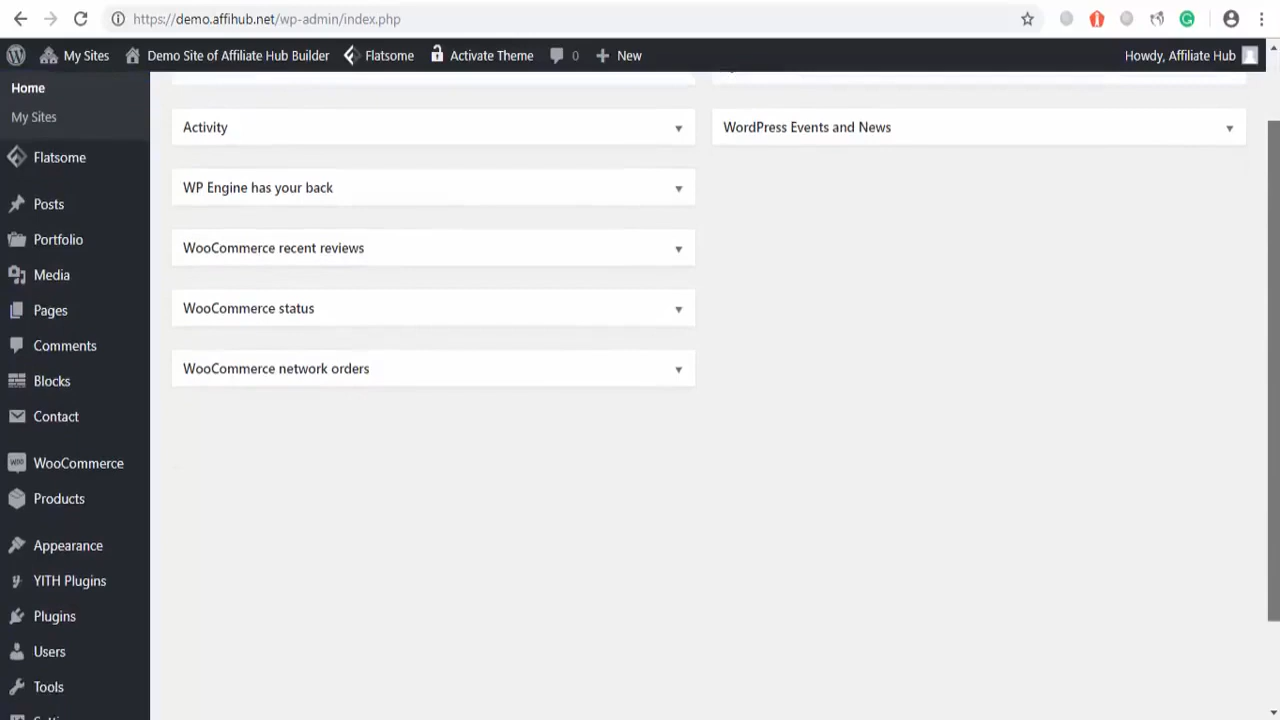 https://demo.affihub.net/wp-admin/index.php
My Sites
Demo Site of Affiliate Hub Builder
Flatsome
Activate Theme
0
New
Howdy, Affiliate Hub
Home
My Sites
Flatsome
Posts
Portfolio
Media
Pages
Comments
Blocks
Contact
WooCommerce
Products
Appearance
YITH Plugins
Plugins
Users
Tools
Activity
WP Engine has your back
WooCommerce recent reviews
WooCommerce status
WooCommerce network orders
WordPress Events and News